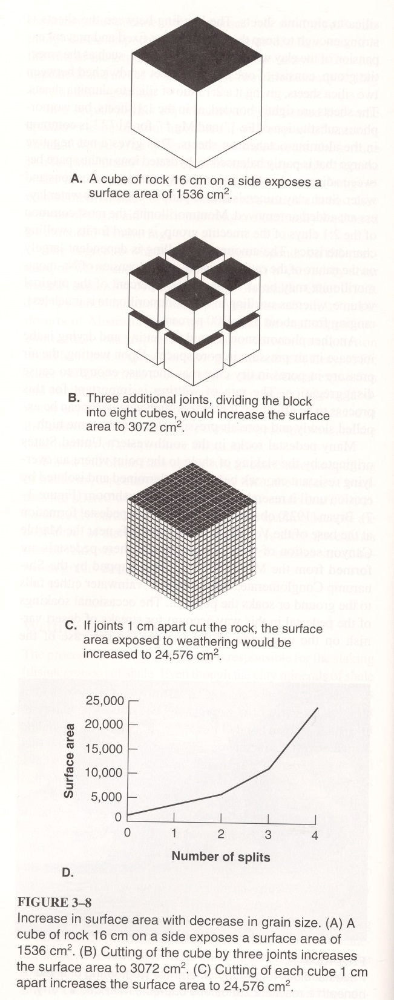 A. A cube of rock 16 cm on a side exposes a
surface area of 1536 cm².
B. Three additional joints, dividing the block
into eight cubes, would increase the surface
area to 3072 cm².
C. If joints 1 cm apart cut the rock, the surface
area exposed to weathering would be
increased to 24,576 cm².
25,000
20,000
15,000
10,000
5,000
0
Surface area
0 1 2 3 4
Number of splits
D.
FIGURE 3–8
Increase in surface area with decrease in grain size. (A) A
cube of rock 16 cm on a side exposes a surface area of
1536 cm². (B) Cutting of the cube by three joints increases
the surface area to 3072 cm². (C) Cutting of each cube 1 cm
apart increases the surface area to 24,576 cm².